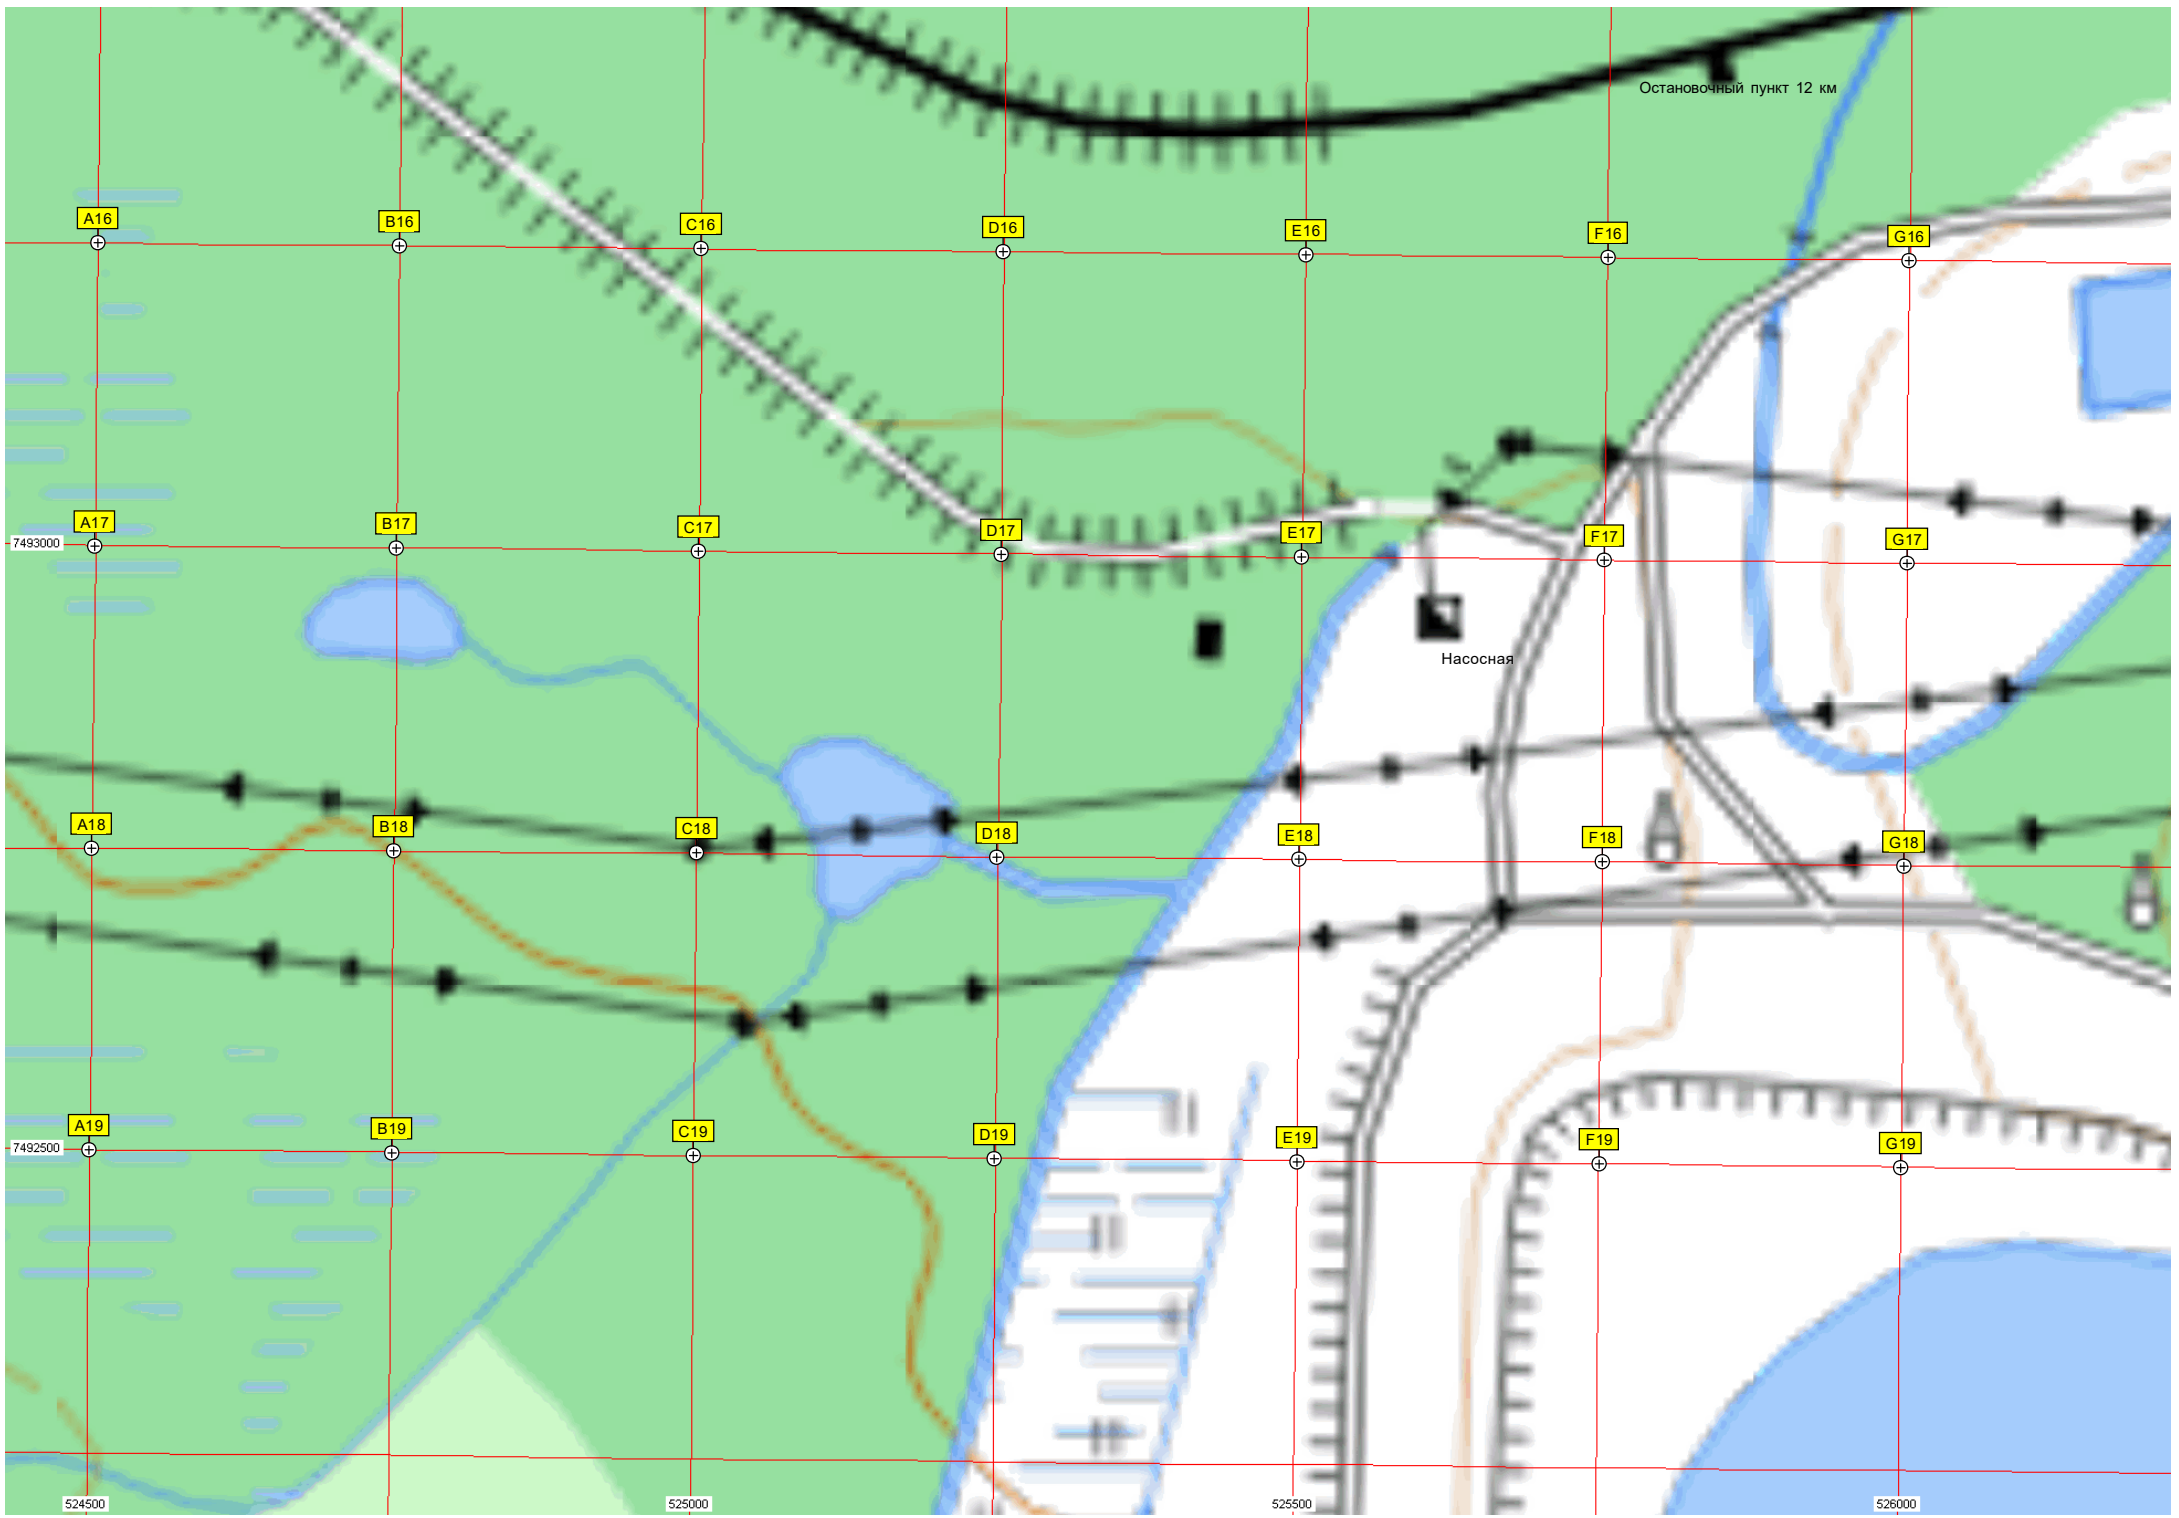 Остановочный пункт 12 км
A16
B16
C16
D16
E16
F16
G16
A17
B17
C17
D17
E17
F17
G17
7493000
Насосная
A18
B18
C18
D18
E18
F18
G18
A19
B19
C19
D19
E19
F19
G19
7492500
524500
525000
525500
526000